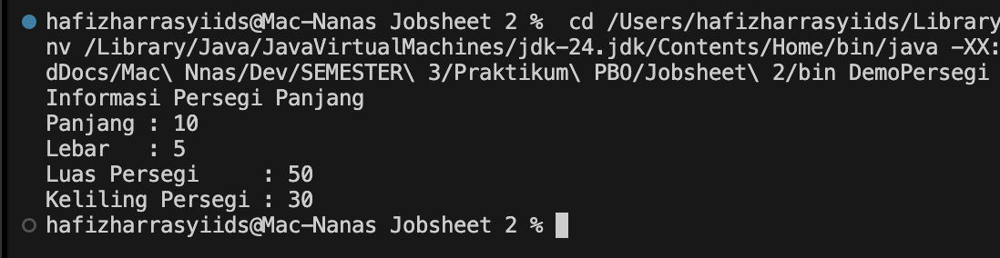 hafizharrasyiids@Mac-Nanas Jobsheet 2 %  cd /Users/hafizharrasyiids/Library
nv /Library/Java/JavaVirtualMachines/jdk-24.jdk/Contents/Home/bin/java -XX:
dDocs/Mac\ Nnas/Dev/SEMESTER\ 3/Praktikum\ PBO/Jobsheet\ 2/bin DemoPersegi
Informasi Persegi Panjang
Panjang : 10
Lebar   : 5
Luas Persegi     : 50
Keliling Persegi : 30
hafizharrasyiids@Mac-Nanas Jobsheet 2 %